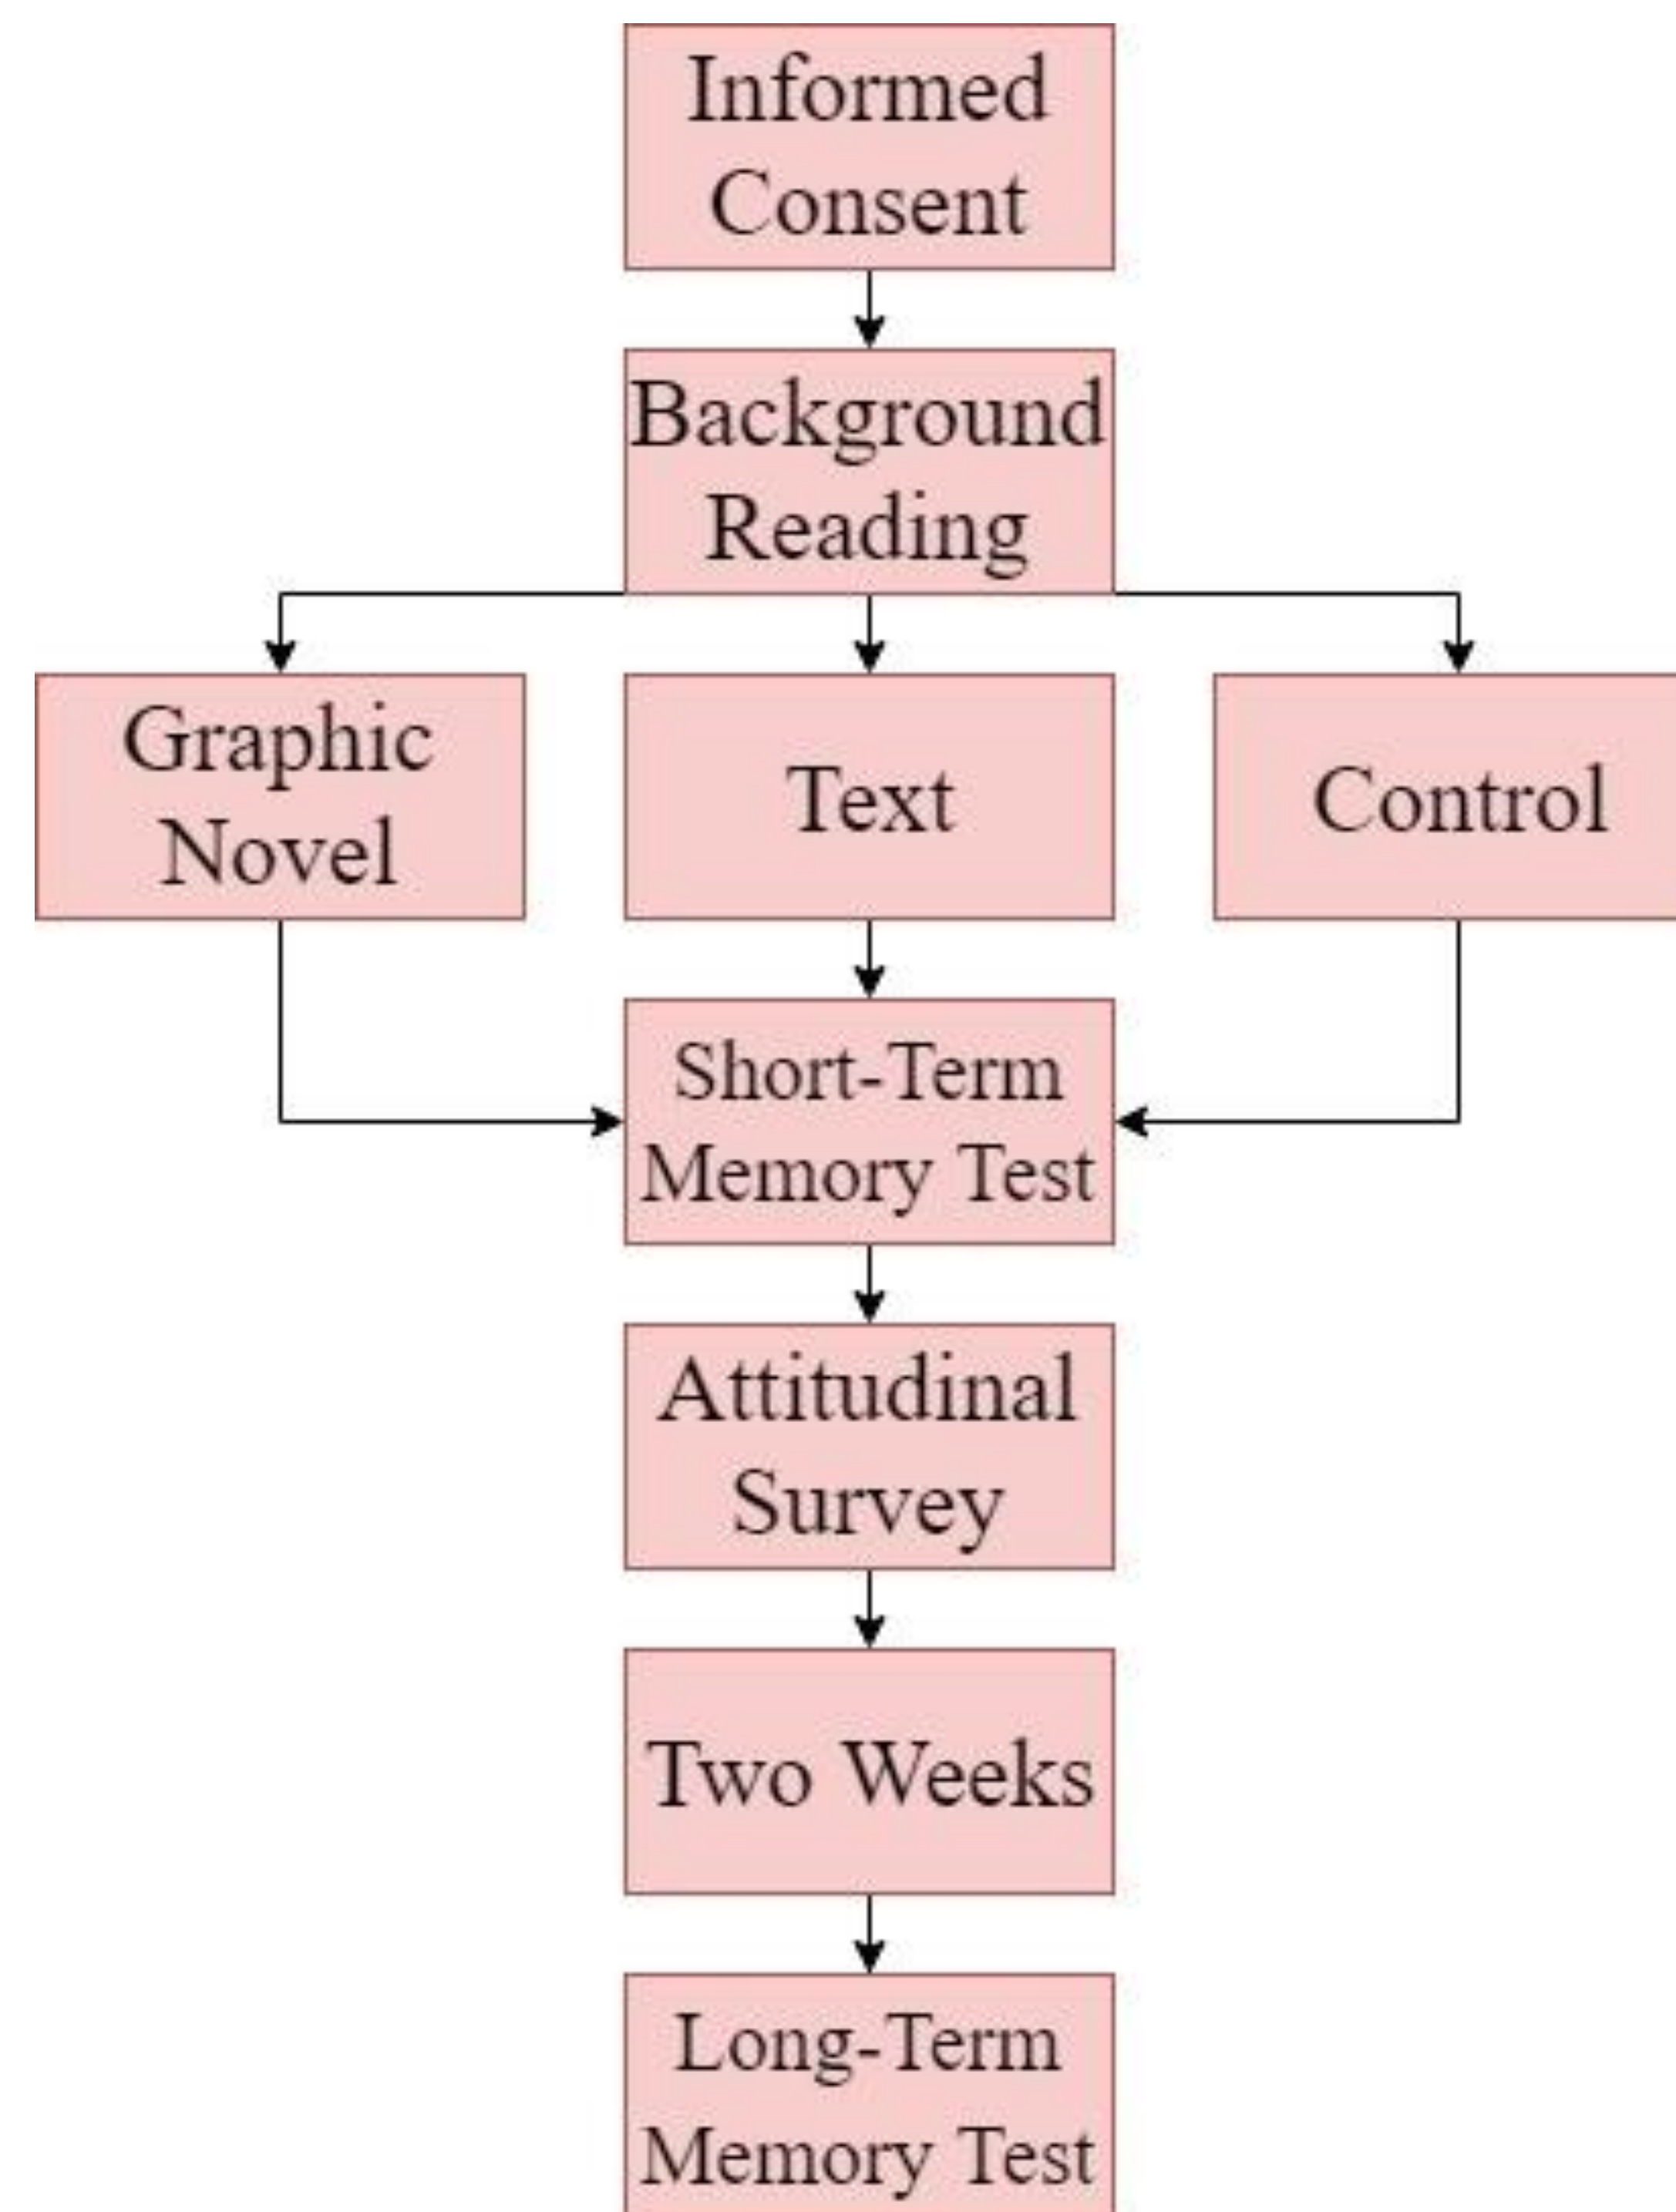 Informed
Consent
Background
Reading
Graphic
Novel
Text
Control
Short-Term
Memory Test
Attitudinal
Survey
Two Weeks
Long-Term
Memory Test